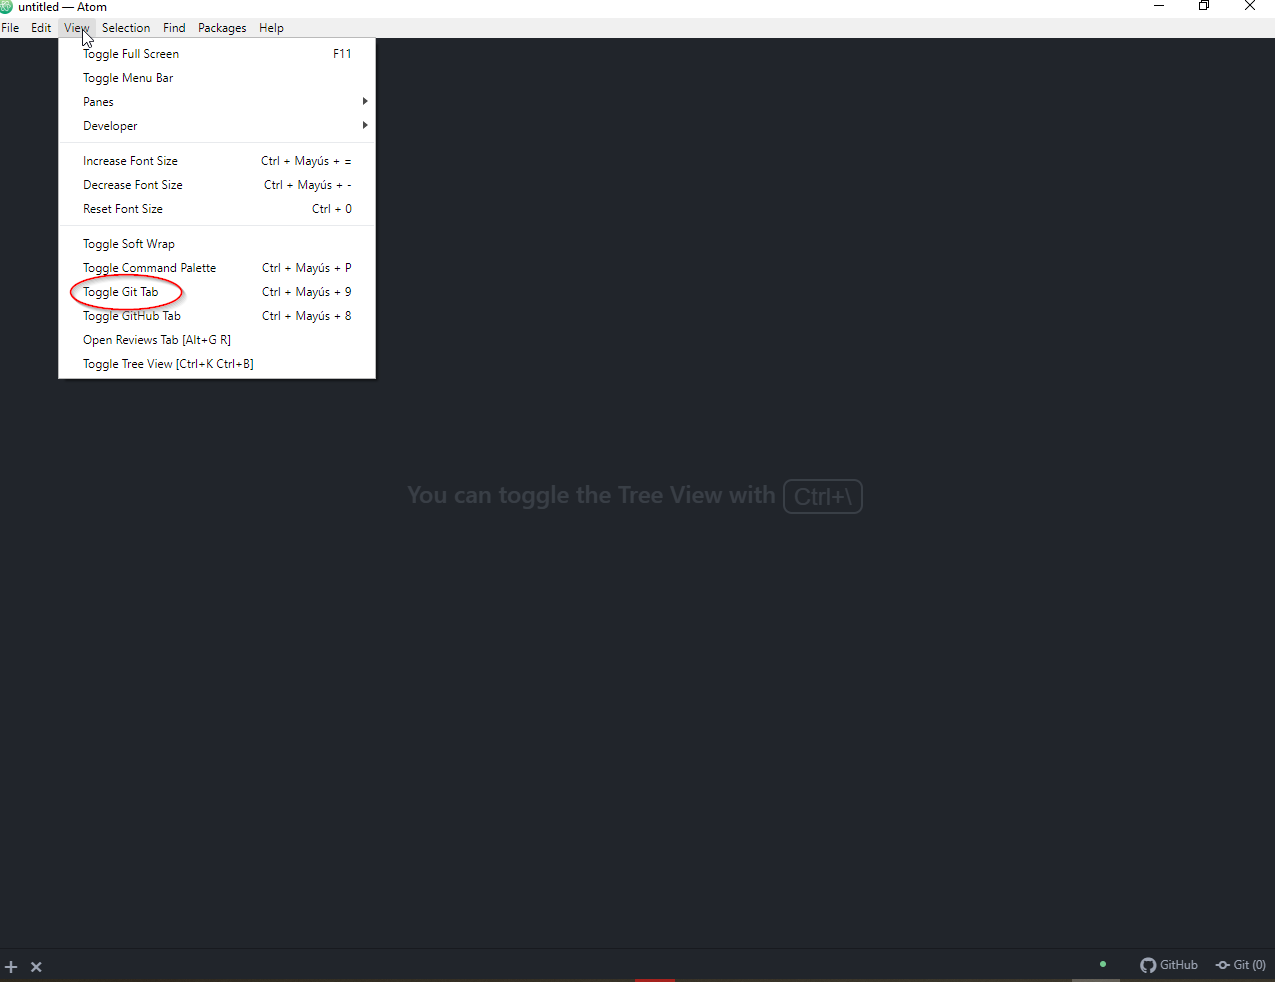 untitled — Atom
File Edit View Selection Find Packages Help
Toggle Full Screen F11
Toggle Menu Bar
Panes
Developer
Increase Font Size Ctrl + Mayús + =
Decrease Font Size Ctrl + Mayús + -
Reset Font Size Ctrl + 0
Toggle Soft Wrap
Toggle Command Palette Ctrl + Mayús + P
Toggle Git Tab Ctrl + Mayús + 9
Toggle GitHub Tab Ctrl + Mayús + 8
Open Reviews Tab [Alt+G R]
Toggle Tree View [Ctrl+K Ctrl+B]
You can toggle the Tree View with Ctrl+\
GitHub Git (0)